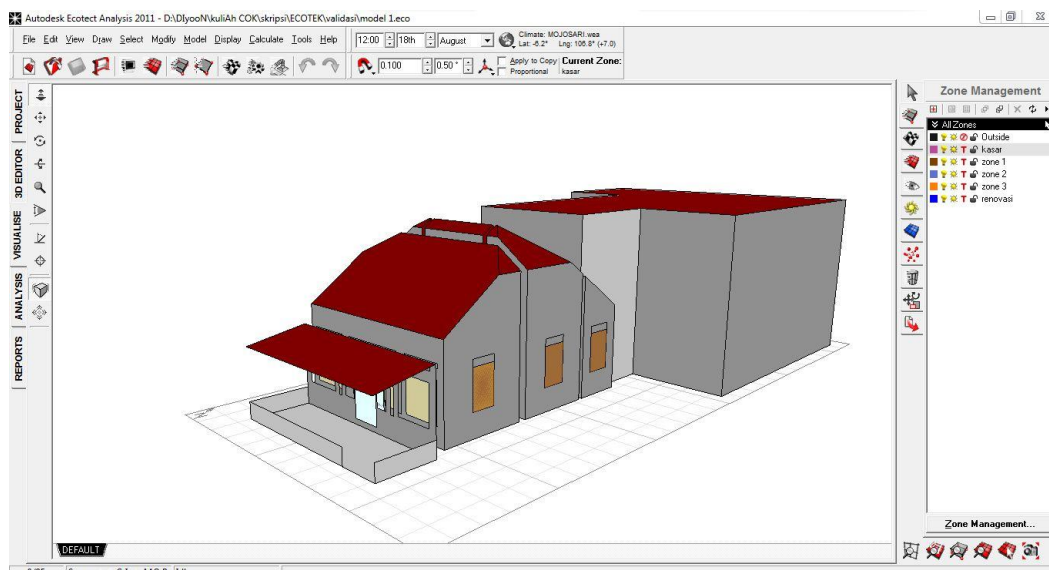 Autodesk Ecotect Analysis 2011 - D:\DIyooN\kuliAh COK\skripsi\ECOTEK\validasi\model 1.eco
File Edit View Draw Select Modify Model Display Calculate Tools Help
12:00 18th August
Climate: MOJOSARI.wea
Lat: -6.2° Lng: 106.8° (+7.0)
0.100 0.50 °
Apply to Copy
Proportional
Current Zone:
kasar
PROJECT
3D EDITOR
VISUALISE
ANALYSIS
REPORTS
N
DEFAULT
Zone Management
All Zones
Outside
T kasar
T zone 1
T zone 2
T zone 3
T renovasi
Zone Management...